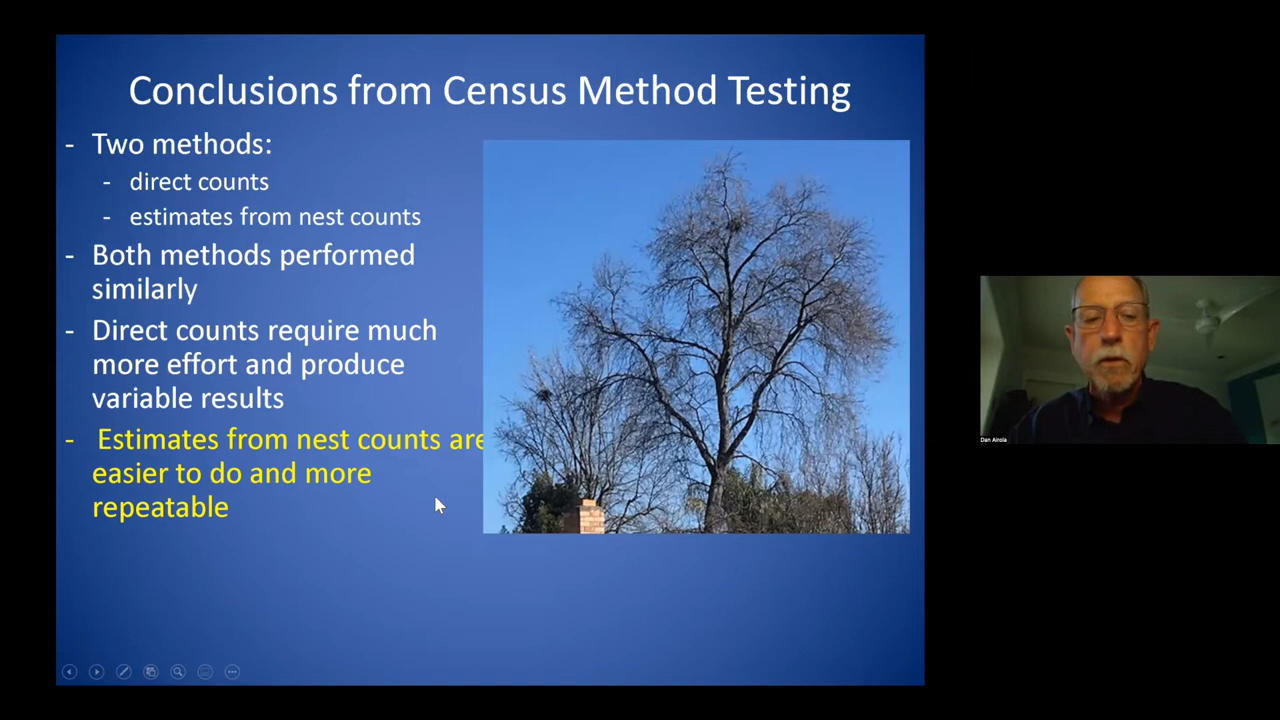 Conclusions from Census Method Testing
- Two methods:
- direct counts
- estimates from nest counts
- Both methods performed
similarly
- Direct counts require much
more effort and produce
variable results
- Estimates from nest counts are
easier to do and more
repeatable
Dan Airola